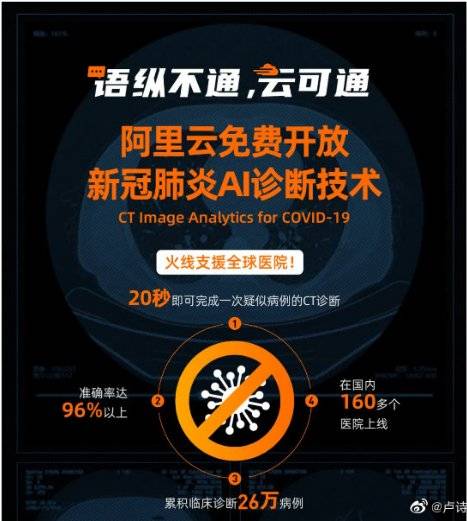 语纵不通,云可通
阿里云免费开放
新冠肺炎AI诊断技术
CT Image Analytics for COVID-19
火线支援全球医院!
20秒即可完成一次疑似病例的CT诊断
1
准确率达
96%以上
2
4
在国内
160多个
医院上线
3
累积临床诊断26万病例
@卢诗